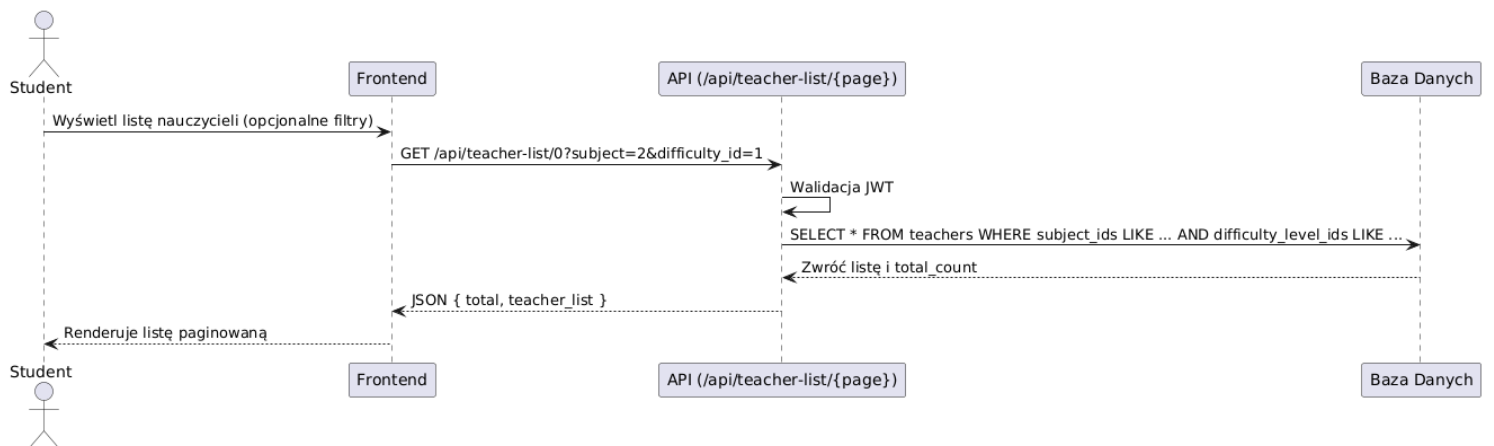 Student
Frontend
API (/api/teacher-list/{page})
Baza Danych
Wyświetl listę nauczycieli (opcjonalne filtry)
GET /api/teacher-list/0?subject=2&difficulty_id=1
Walidacja JWT
SELECT * FROM teachers WHERE subject_ids LIKE ... AND difficulty_level_ids LIKE ...
Zwróć listę i total_count
JSON { total, teacher_list }
Renderuje listę paginowaną
Student
Frontend
API (/api/teacher-list/{page})
Baza Danych